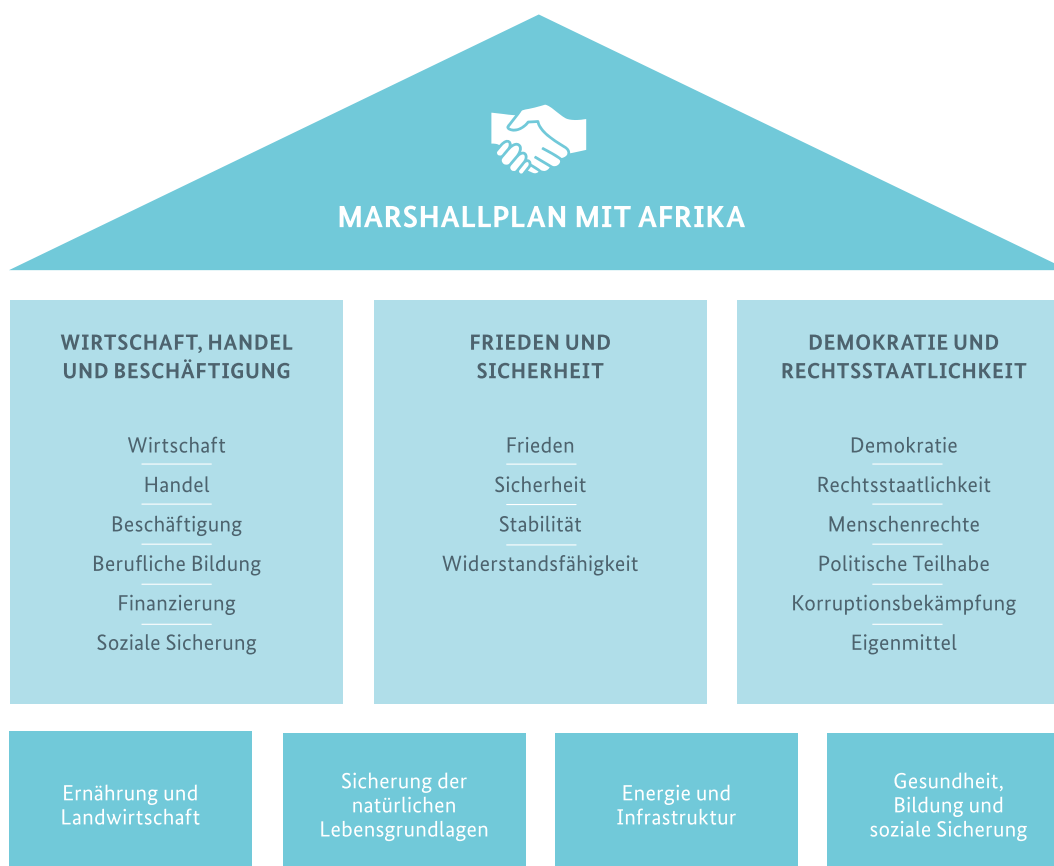 MARSHALLPLAN MIT AFRIKA
WIRTSCHAFT, HANDEL
UND BESCHÄFTIGUNG
Wirtschaft
Handel
Beschäftigung
Berufliche Bildung
Finanzierung
Soziale Sicherung
FRIEDEN UND
SICHERHEIT
Frieden
Sicherheit
Stabilität
Widerstandsfähigkeit
DEMOKRATIE UND
RECHTSSTAATLICHKEIT
Demokratie
Rechtsstaatlichkeit
Menschenrechte
Politische Teilhabe
Korruptionsbekämpfung
Eigenmittel
Ernährung und
Landwirtschaft
Sicherung der
natürlichen
Lebensgrundlagen
Energie und
Infrastruktur
Gesundheit,
Bildung und
soziale Sicherung